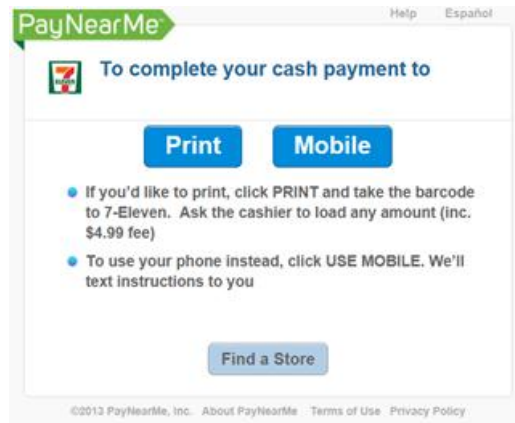 Help Español
PayNearMe
7
ELEVEN
To complete your cash payment to
Print Mobile
If you'd like to print, click PRINT and take the barcode
to 7-Eleven. Ask the cashier to load any amount (inc.
$4.99 fee)
To use your phone instead, click USE MOBILE. We'll
text instructions to you
Find a Store
©2013 PayNearMe, Inc. About PayNearMe Terms of Use Privacy Policy